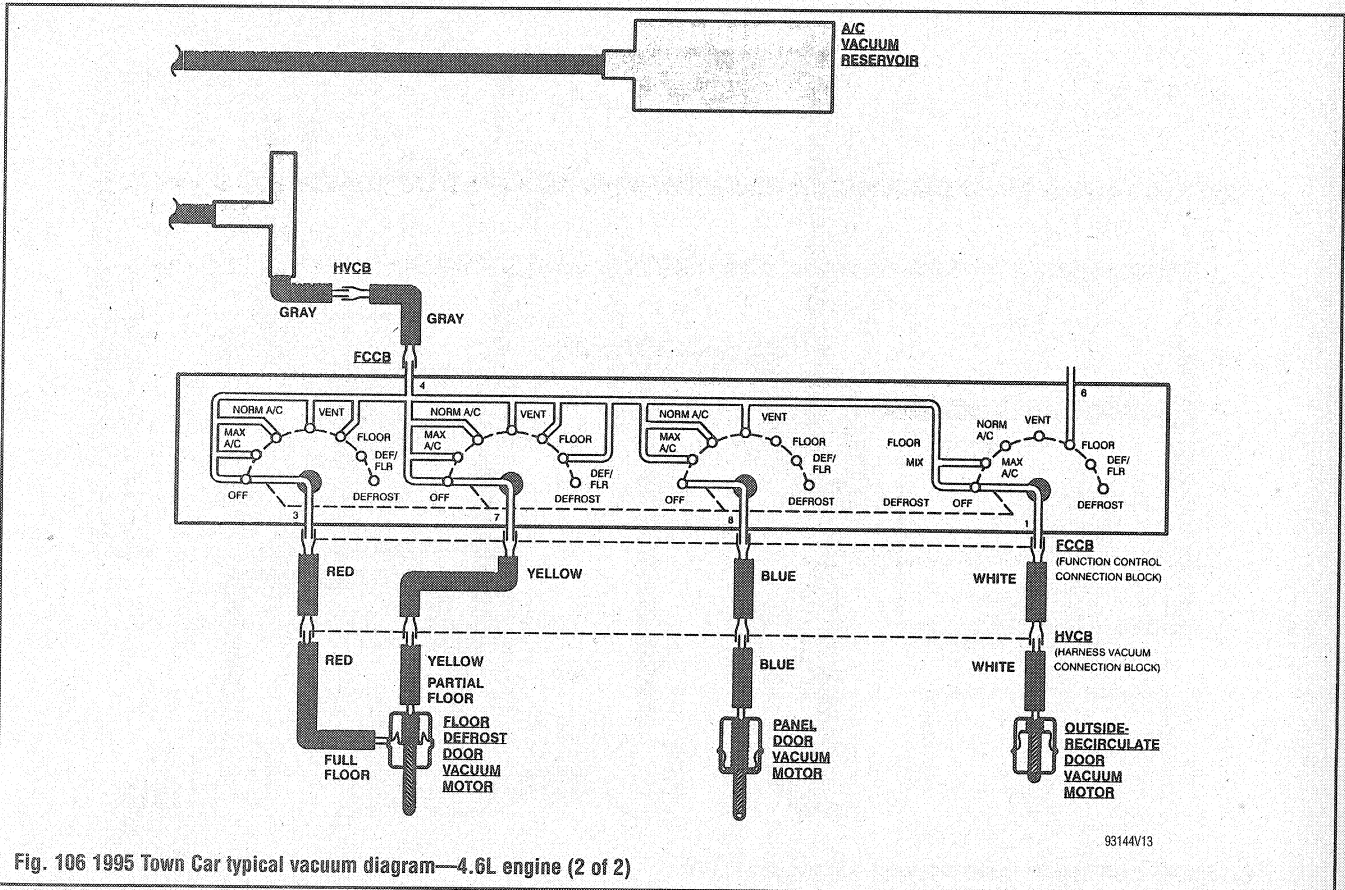 A/C
VACUUM
RESERVOIR
HVCB
GRAY
GRAY
FCCB
4
6
NORM A/C
VENT
MAX
A/C
FLOOR
DEF/
FLR
OFF
DEFROST
3
NORM A/C
VENT
MAX
A/C
FLOOR
DEF/
FLR
OFF
DEFROST
7
NORM A/C
VENT
MAX
A/C
FLOOR
DEF/
FLR
OFF
DEFROST
8
FLOOR
MIX
DEFROST
NORM
A/C
VENT
MAX
A/C
FLOOR
DEF/
FLR
OFF
DEFROST
1
RED
YELLOW
BLUE
WHITE
FCCB
(FUNCTION CONTROL
CONNECTION BLOCK)
RED
YELLOW
PARTIAL
FLOOR
BLUE
WHITE
HVCB
(HARNESS VACUUM
CONNECTION BLOCK)
FULL
FLOOR
FLOOR
DEFROST
DOOR
VACUUM
MOTOR
PANEL
DOOR
VACUUM
MOTOR
OUTSIDE-
RECIRCULATE
DOOR
VACUUM
MOTOR
93144V13
Fig. 106 1995 Town Car typical vacuum diagram—4.6L engine (2 of 2)